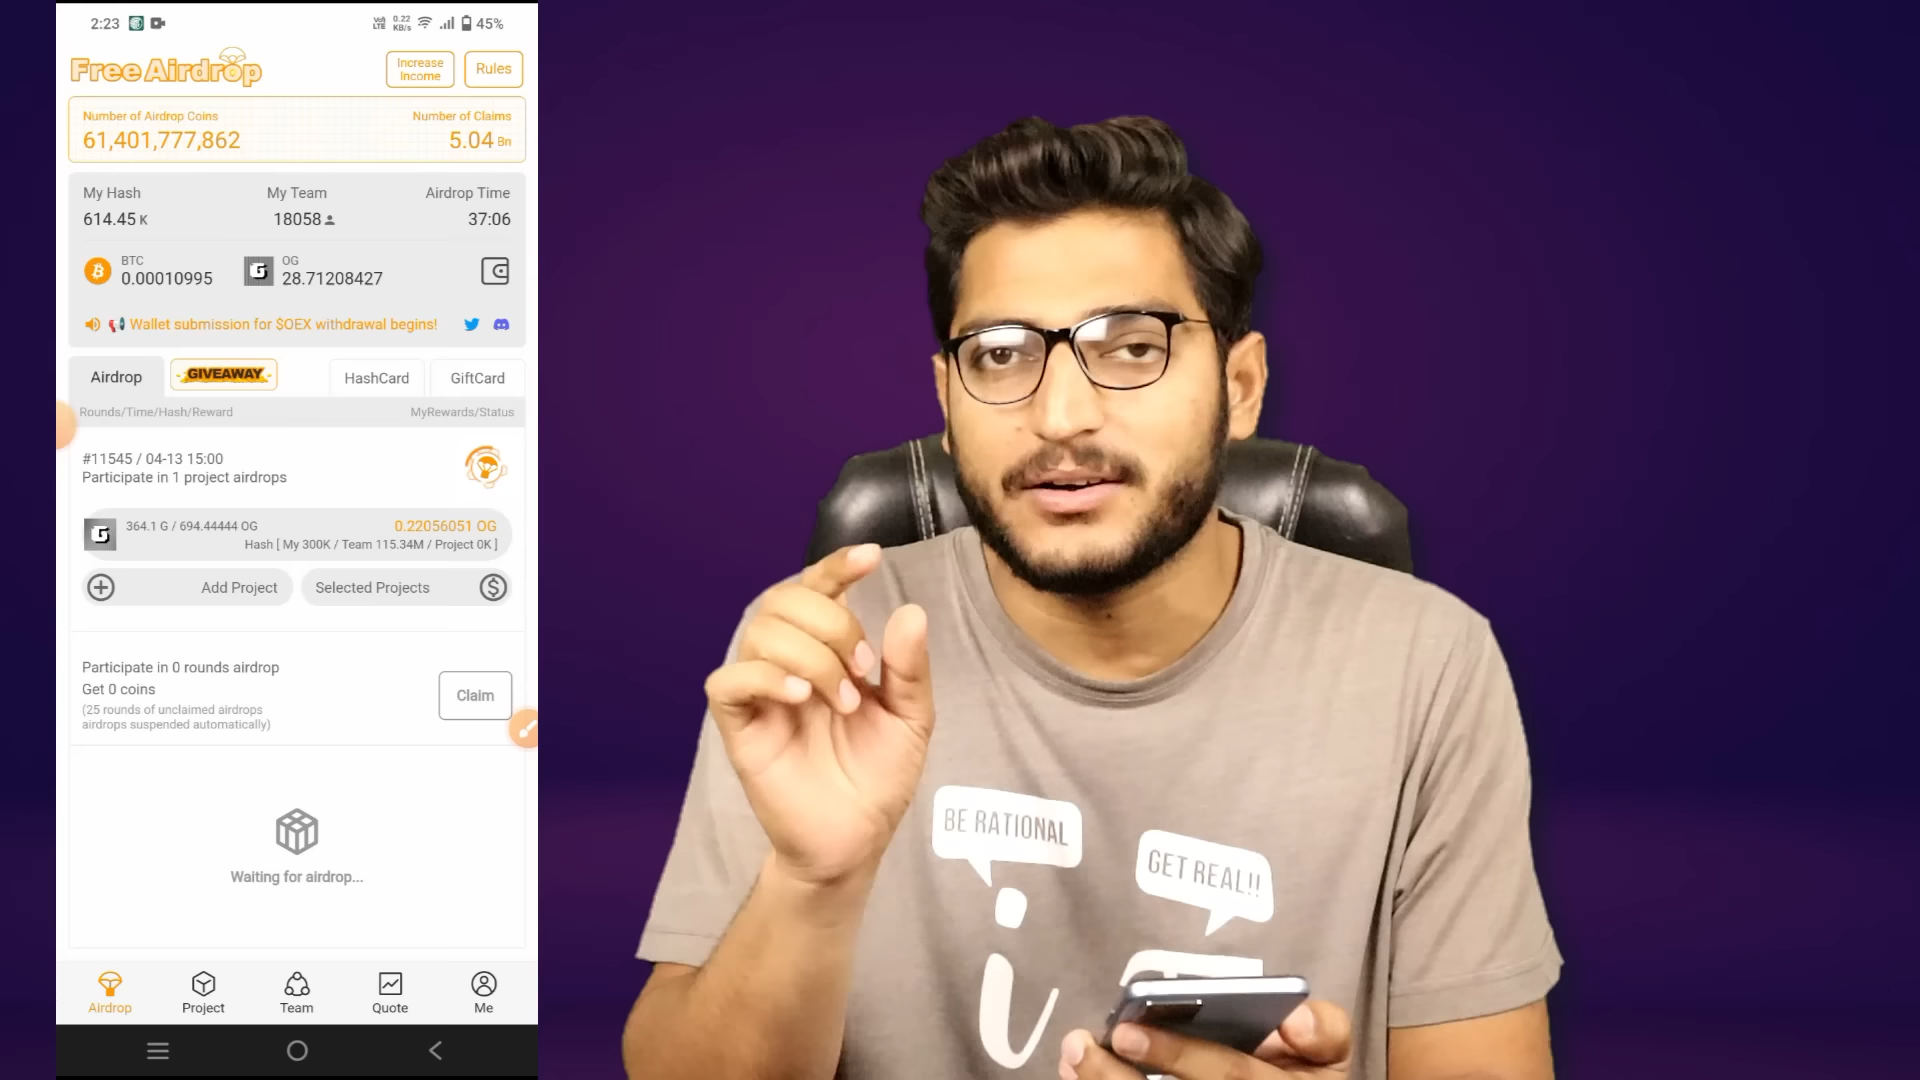 2:23
Vo)
LTE
0.22
KB/s
45%
Free Airdrop
Increase
Income
Rules
Number of Airdrop Coins
Number of Claims
61,401,777,862
5.04 Bn
My Hash
My Team
Airdrop Time
614.45 K
18058
37:06
BTC
0.00010995
OG
28.71208427
Wallet submission for $OEX withdrawal begins!
Airdrop
GIVEAWAY
HashCard
GiftCard
Rounds/Time/Hash/Reward
MyRewards/Status
#11545 / 04-13 15:00
Participate in 1 project airdrops
364.1 G / 694.44444 OG
0.22056051 OG
Hash [ My 300K / Team 115.34M / Project 0K ]
Add Project
Selected Projects
Participate in 0 rounds airdrop
Get 0 coins
(25 rounds of unclaimed airdrops
airdrops suspended automatically)
Claim
Waiting for airdrop...
Airdrop
Project
Team
Quote
Me
BE RATIONAL
GET REAL!!
i